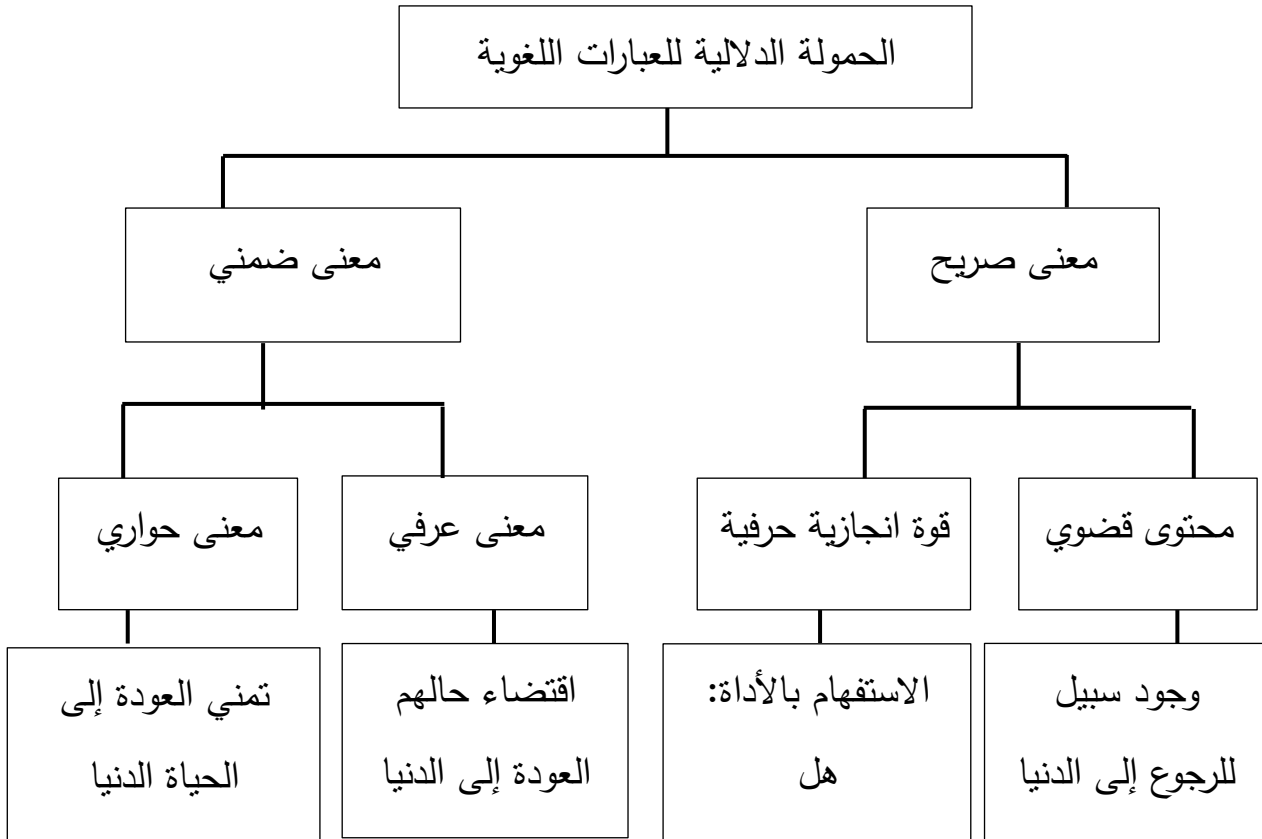 الحمولة الدلالية للعبارات اللغوية
معنى صريح
معنى ضمني
محتوى قضوي
قوة انجازية حرفية
معنى عرفي
معنى حواري
وجود سبيل
للرجوع إلى الدنيا
الاستفهام بالأداة:
هل
اقتضاء حالهم
العودة إلى الدنيا
تمني العودة إلى
الحياة الدنيا